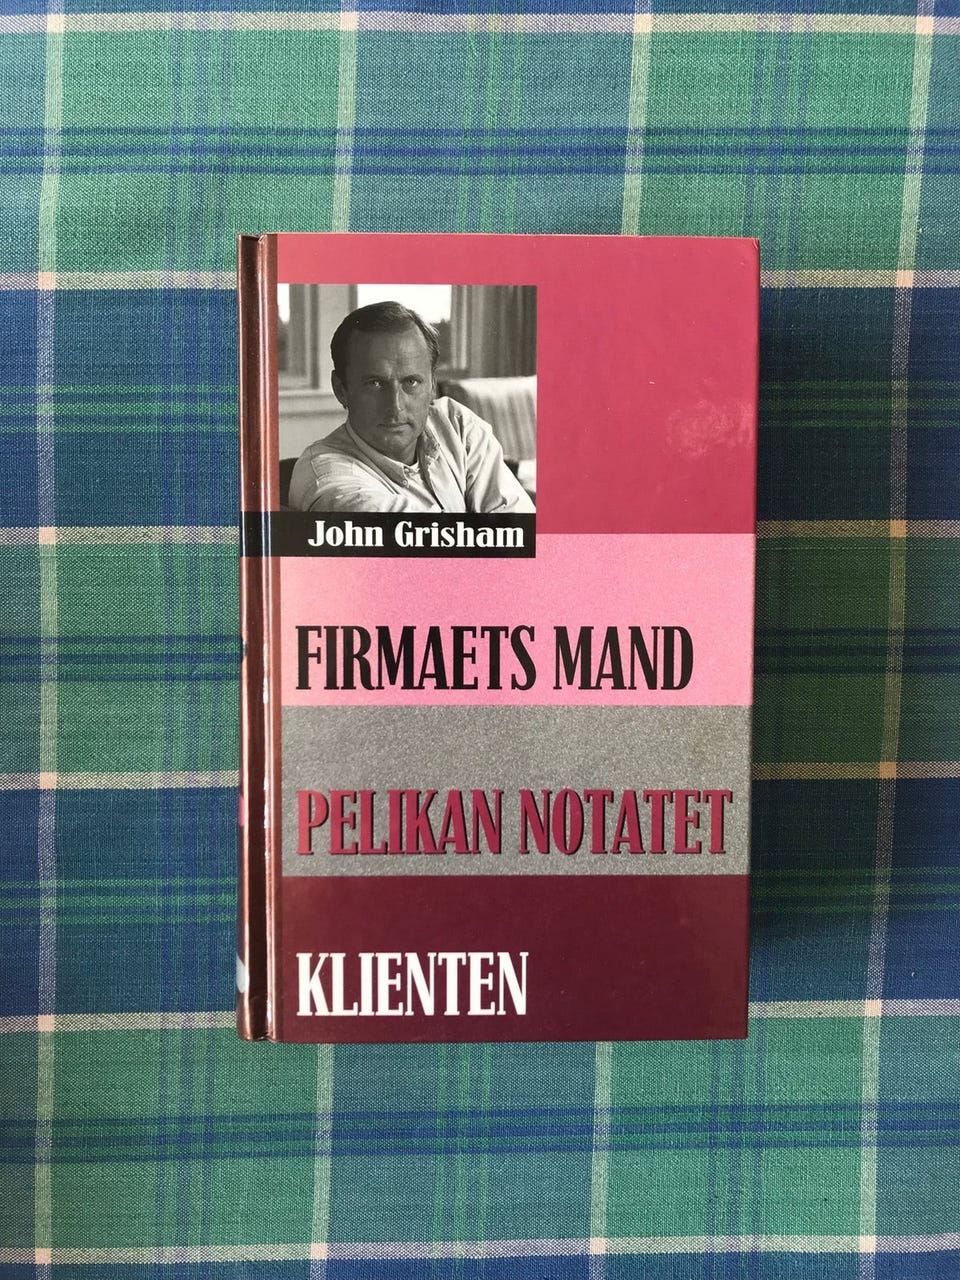 John Grisham
FIRMAETS MAND
PELIKAN NOTATET
KLIENTEN